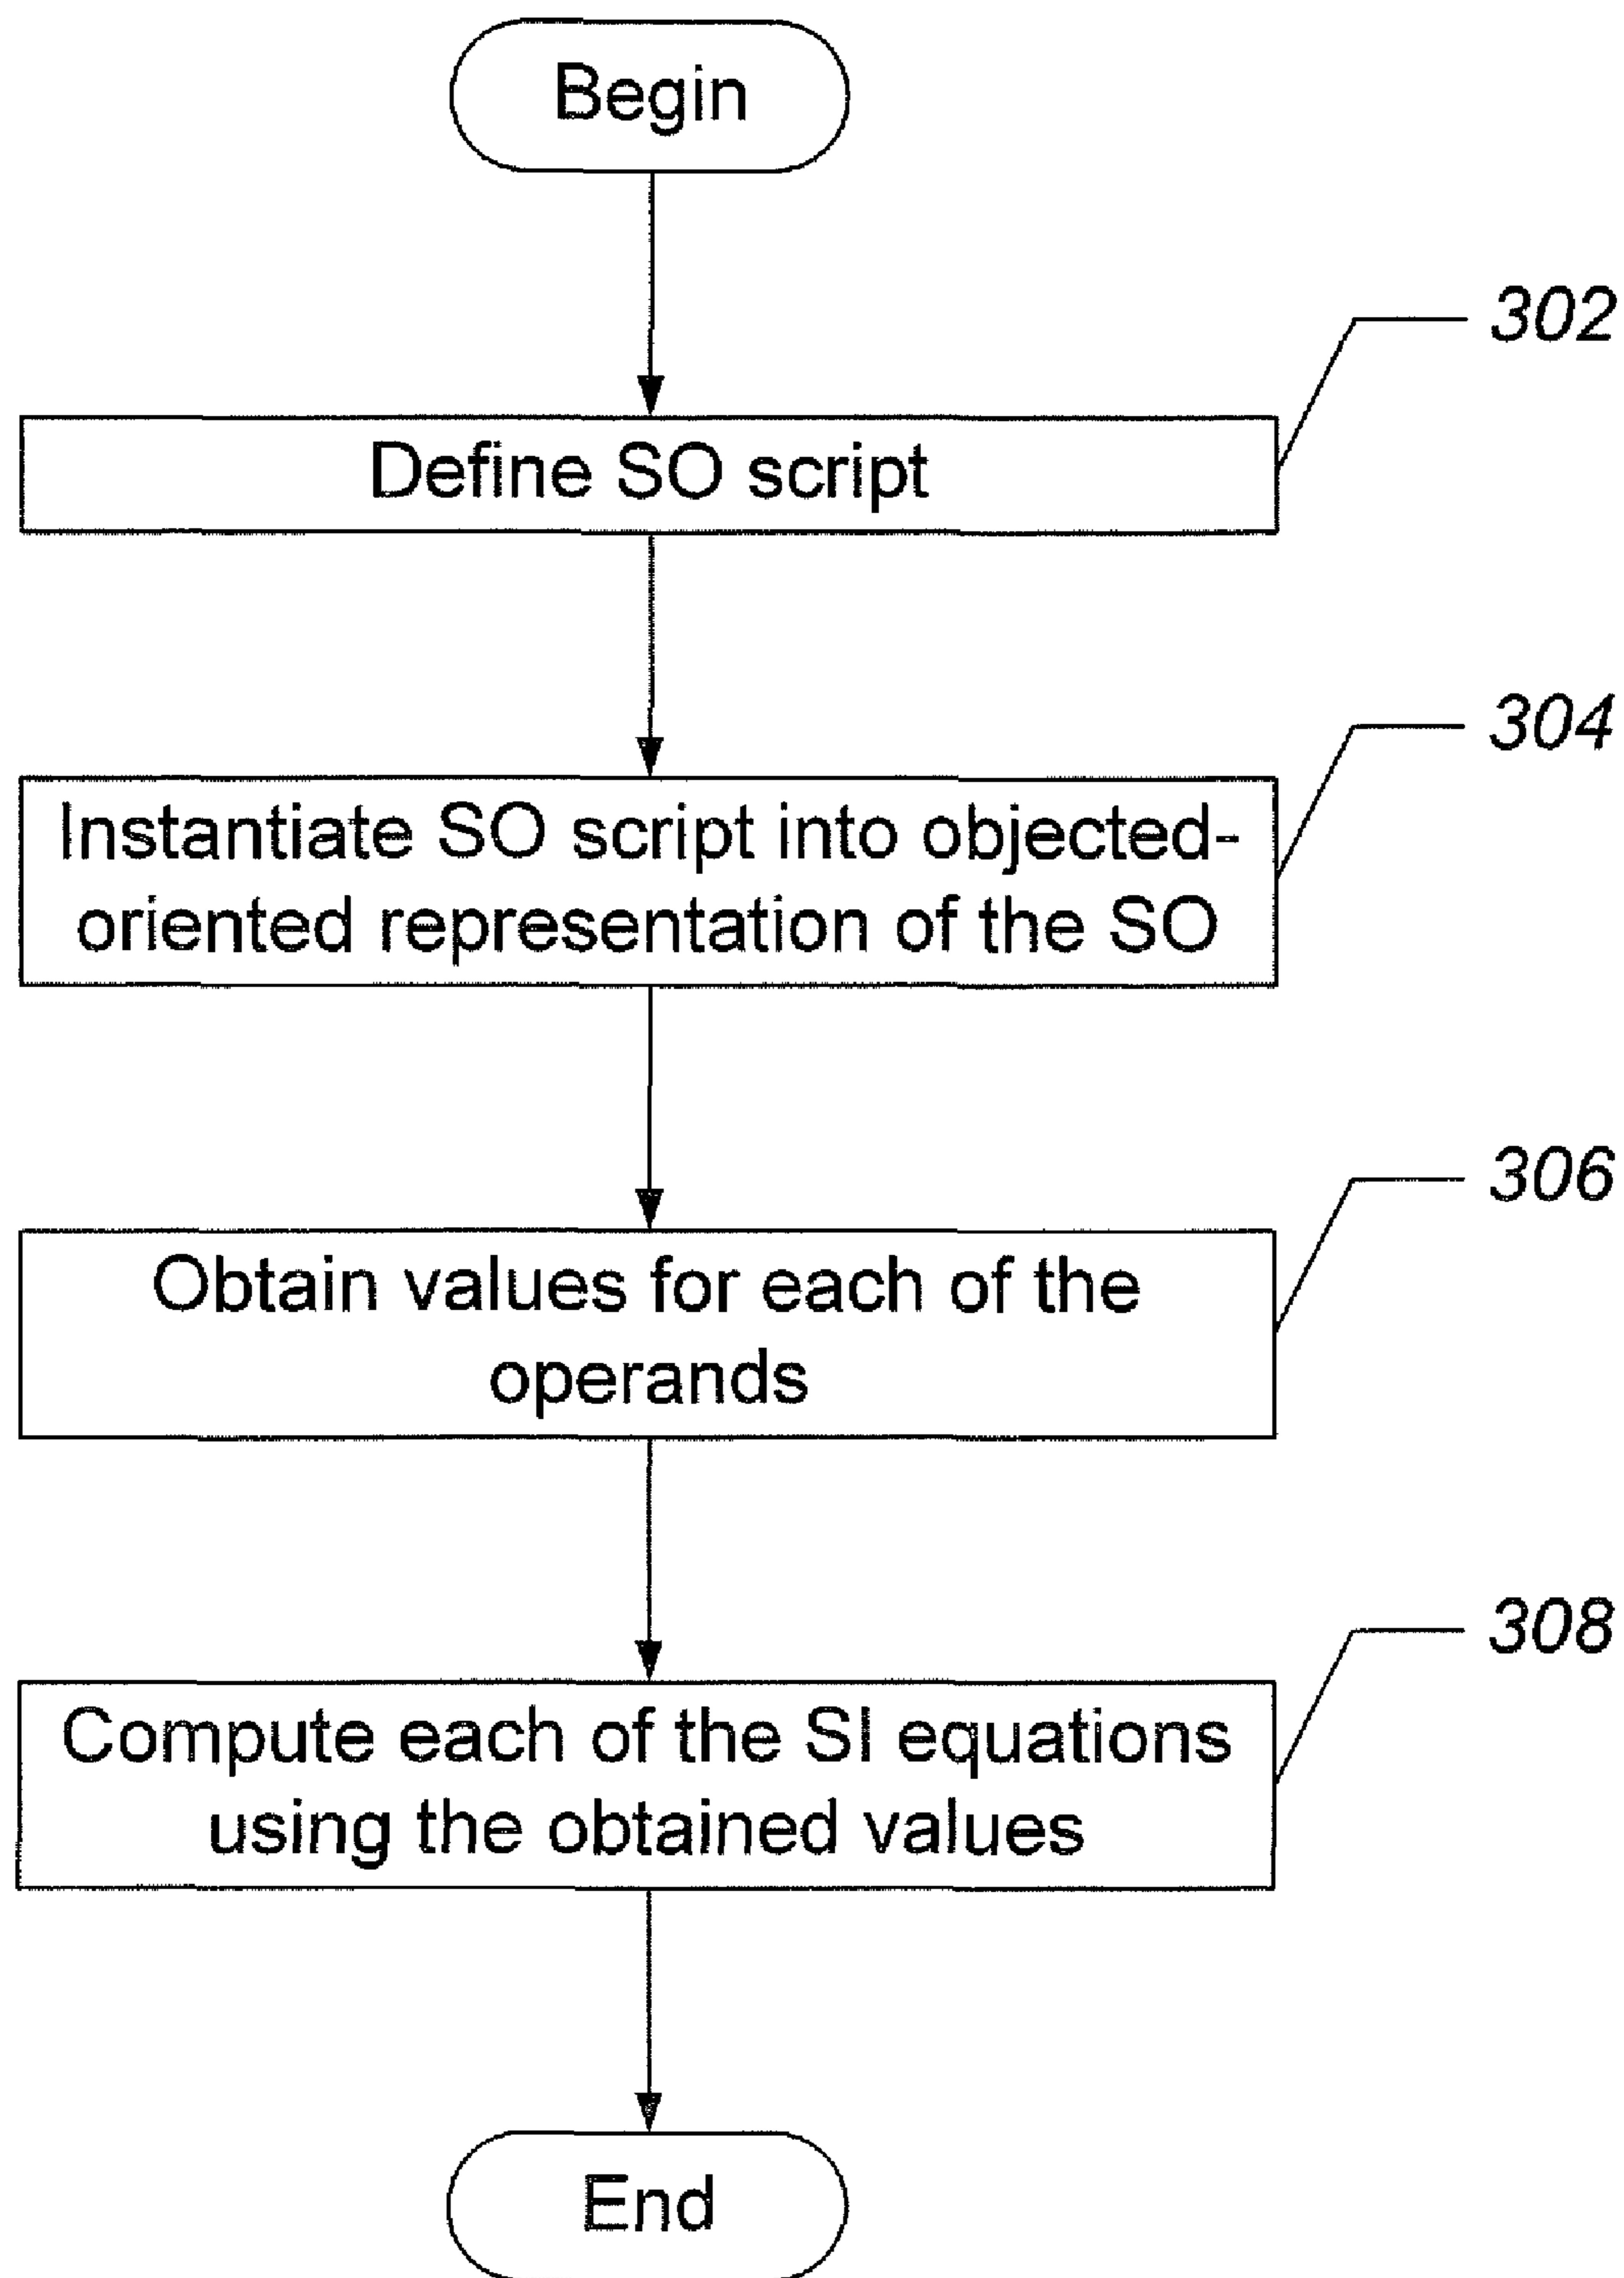 Begin
302
Define SO script
304
Instantiate SO script into objected-
oriented representation of the SO
306
Obtain values for each of the
operands
308
Compute each of the SI equations
using the obtained values
End